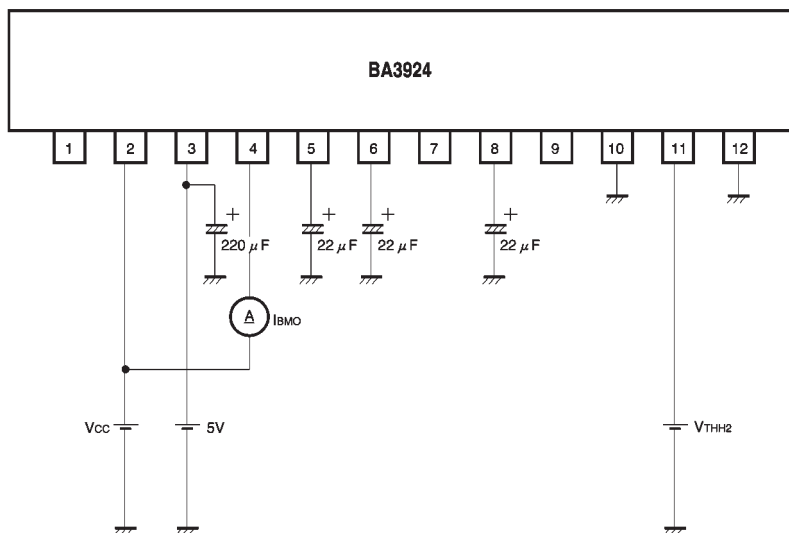 BA3924
1 2 3 4 5 6 7 8 9 10 11 12
+ + + +
220 μF 22 μF 22 μF 22 μF
A IBMO
VCC 5V VTHH2